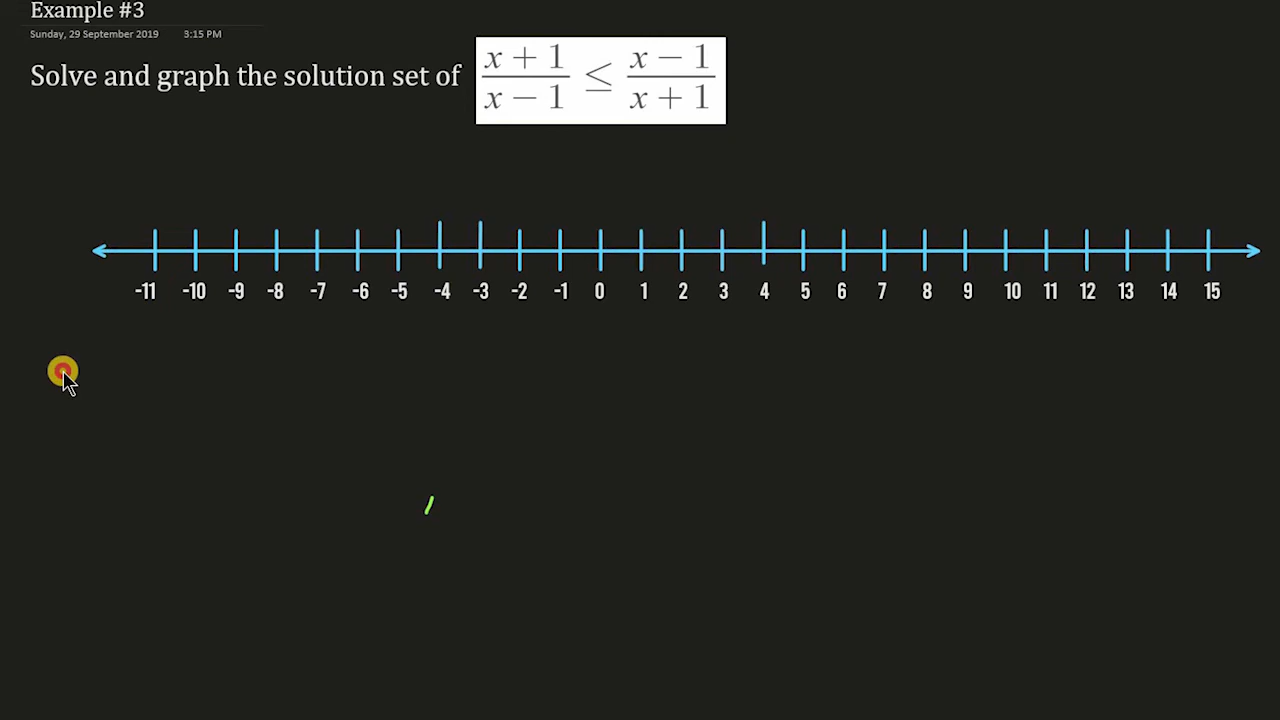 Example #3
Sunday, 29 September 2019 3:15 PM
Solve and graph the solution set of (x + 1)/(x − 1) ≤ (x − 1)/(x + 1)
-11 -10 -9 -8 -7 -6 -5 -4 -3 -2 -1 0 1 2 3 4 5 6 7 8 9 10 11 12 13 14 15